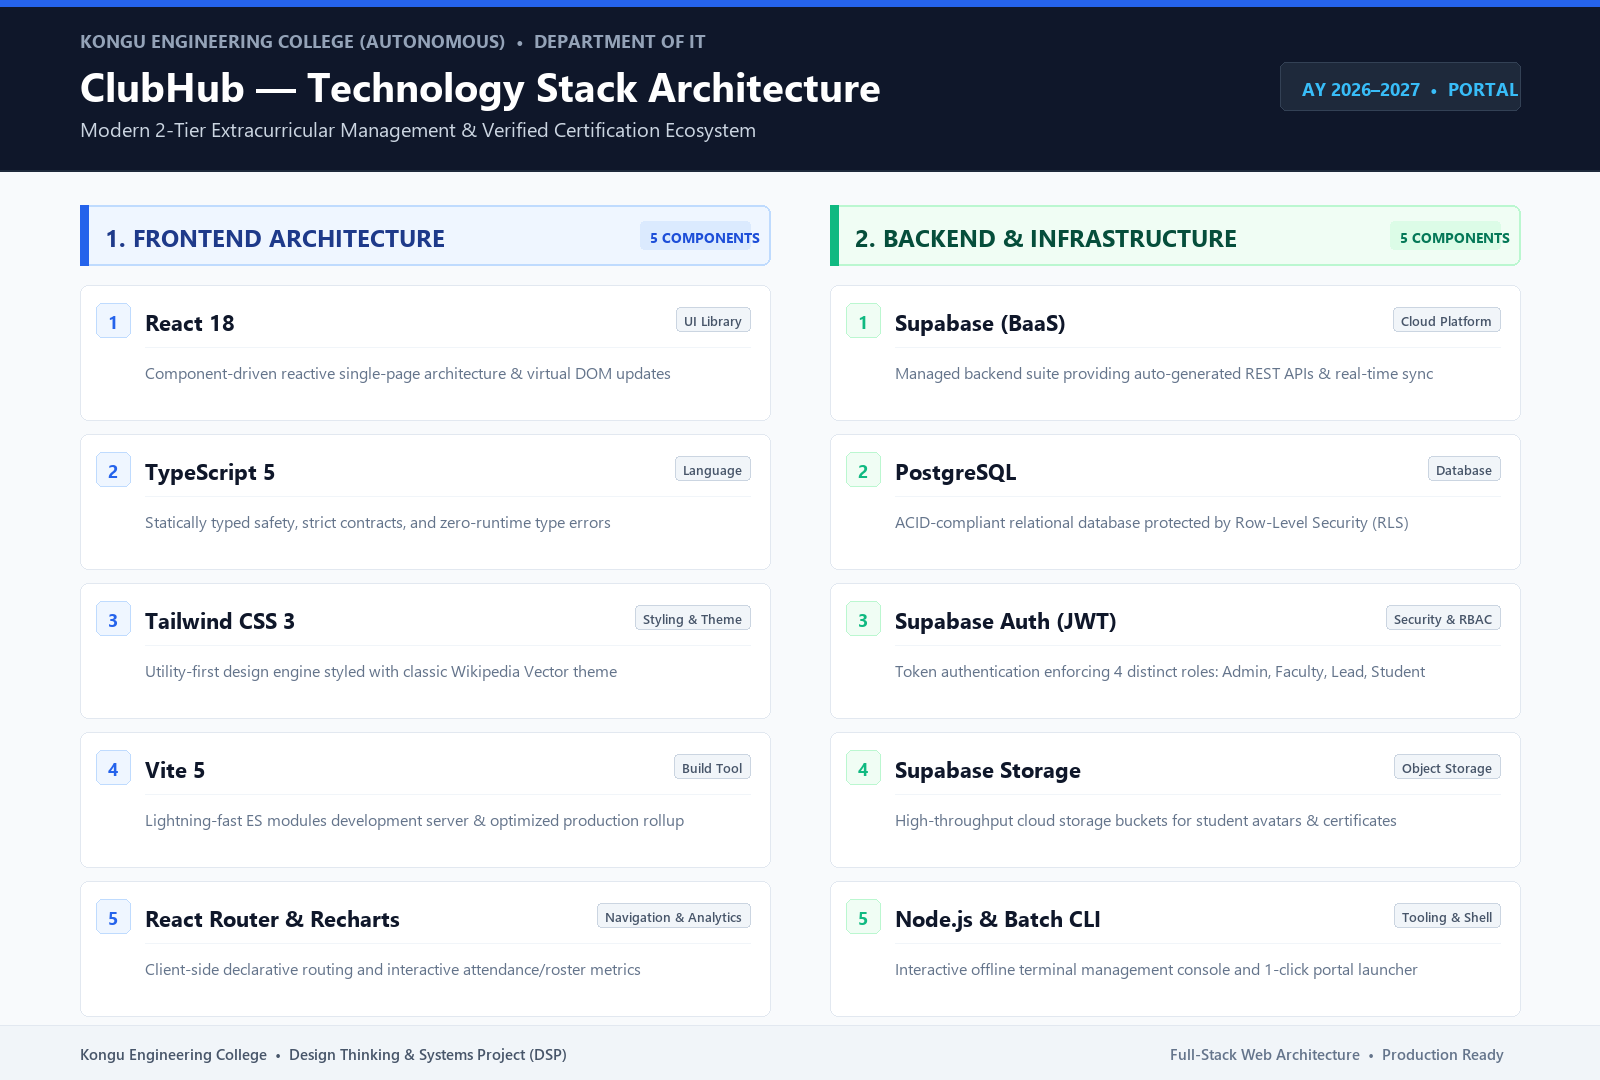 KONGU ENGINEERING COLLEGE (AUTONOMOUS) • DEPARTMENT OF IT
ClubHub — Technology Stack Architecture
Modern 2-Tier Extracurricular Management & Verified Certification Ecosystem
AY 2026–2027 • PORTAL
1. FRONTEND ARCHITECTURE
5 COMPONENTS
1
React 18
UI Library
Component-driven reactive single-page architecture & virtual DOM updates
2
TypeScript 5
Language
Statically typed safety, strict contracts, and zero-runtime type errors
3
Tailwind CSS 3
Styling & Theme
Utility-first design engine styled with classic Wikipedia Vector theme
4
Vite 5
Build Tool
Lightning-fast ES modules development server & optimized production rollup
5
React Router & Recharts
Navigation & Analytics
Client-side declarative routing and interactive attendance/roster metrics
2. BACKEND & INFRASTRUCTURE
5 COMPONENTS
1
Supabase (BaaS)
Cloud Platform
Managed backend suite providing auto-generated REST APIs & real-time sync
2
PostgreSQL
Database
ACID-compliant relational database protected by Row-Level Security (RLS)
3
Supabase Auth (JWT)
Security & RBAC
Token authentication enforcing 4 distinct roles: Admin, Faculty, Lead, Student
4
Supabase Storage
Object Storage
High-throughput cloud storage buckets for student avatars & certificates
5
Node.js & Batch CLI
Tooling & Shell
Interactive offline terminal management console and 1-click portal launcher
Kongu Engineering College • Design Thinking & Systems Project (DSP)
Full-Stack Web Architecture • Production Ready